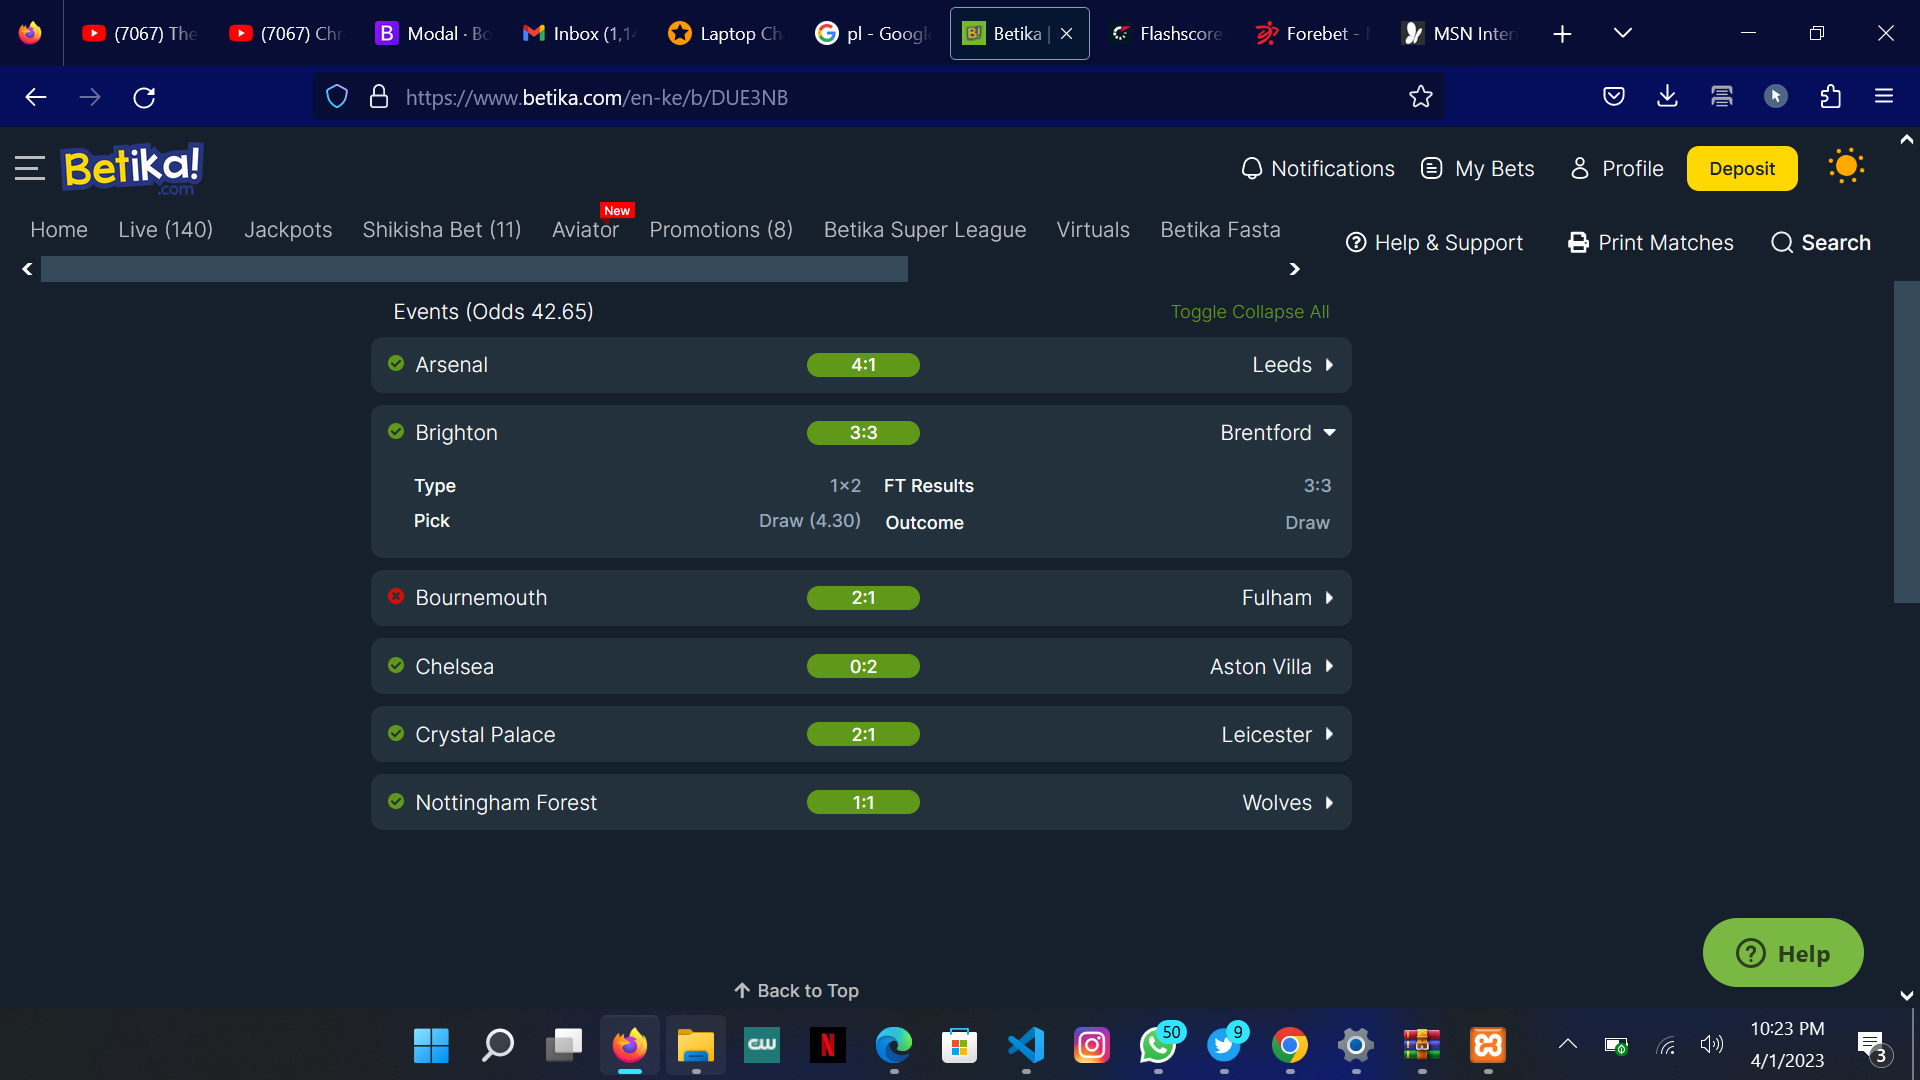 (7067) The
(7067) Chr
B Modal · Bo
Inbox (1,14
Laptop Ch
pl - Google
Betika |
Flashscore
Forebet -
MSN Inter
https://www.betika.com/en-ke/b/DUE3NB
Betika!
.com
Notifications
My Bets
Profile
Deposit
New
Home
Live (140)
Jackpots
Shikisha Bet (11)
Aviator
Promotions (8)
Betika Super League
Virtuals
Betika Fasta
Help & Support
Print Matches
Search
Events (Odds 42.65)
Toggle Collapse All
Arsenal 4:1 Leeds
Brighton 3:3 Brentford
Type 1×2 FT Results 3:3
Pick Draw (4.30) Outcome Draw
Bournemouth 2:1 Fulham
Chelsea 0:2 Aston Villa
Crystal Palace 2:1 Leicester
Nottingham Forest 1:1 Wolves
Help
Back to Top
CW
N
50
9
10:23 PM
4/1/2023
3